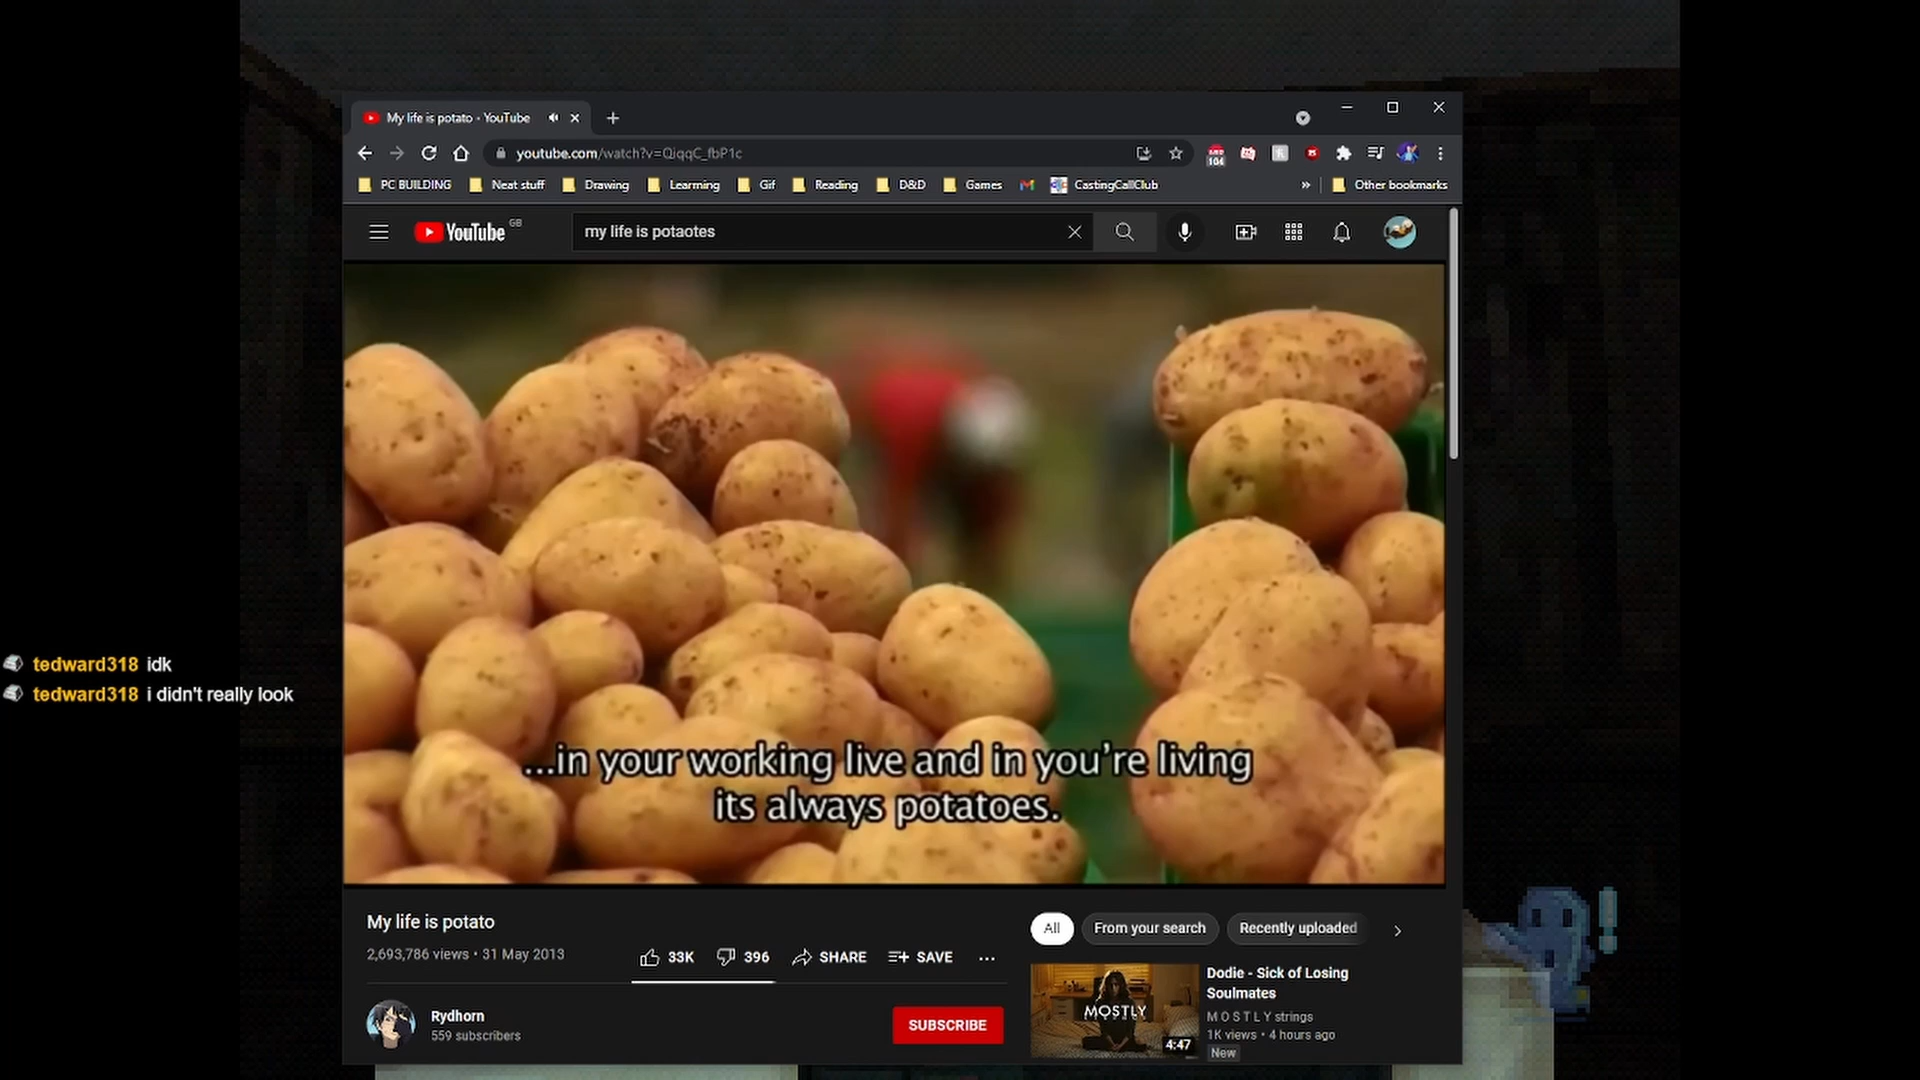 My life is potato - YouTube
youtube.com/watch?v=QiqqC_fbP1c
104
PC BUILDING
Neat stuff
Drawing
Learning
Gif
Reading
D&D
Games
CastingCallClub
»
Other bookmarks
YouTube GB
my life is potaotes
tedward318 idk
tedward318 i didn't really look
...in your working live and in you're living
its always potatoes.
My life is potato
2,693,786 views • 31 May 2013
33K
396
SHARE
SAVE
Rydhorn
559 subscribers
SUBSCRIBE
All
From your search
Recently uploaded
MOSTLY
4:47
Dodie - Sick of Losing
Soulmates
M O S T L Y strings
1K views • 4 hours ago
New